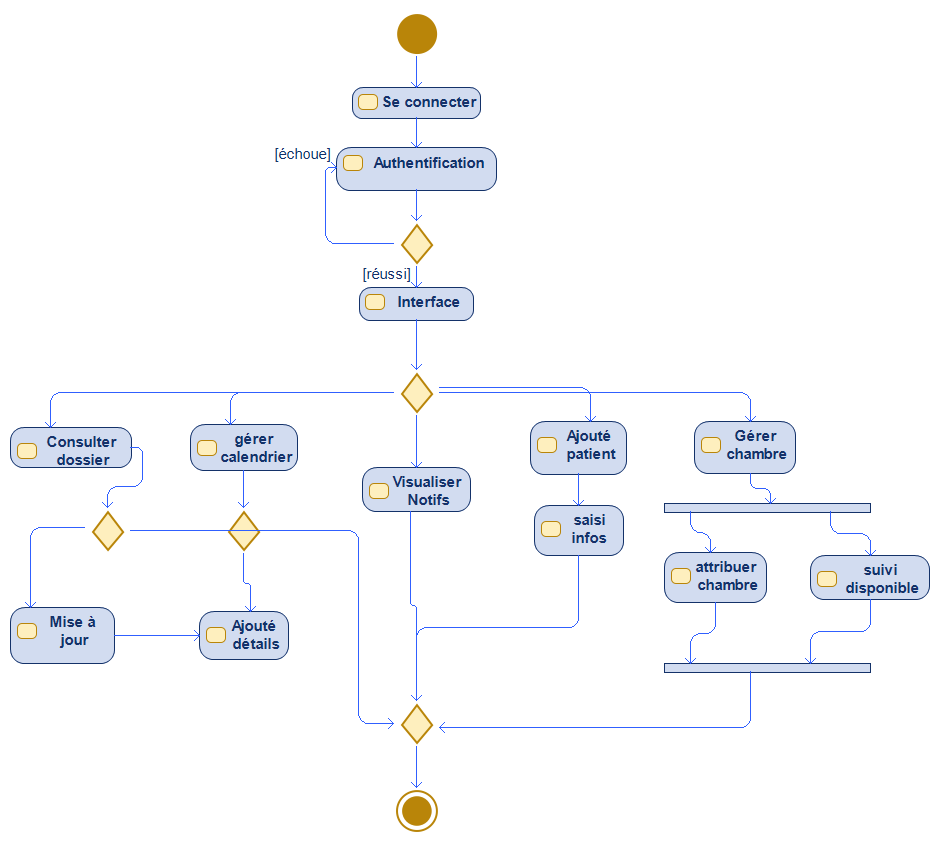 Se connecter
[échoue]
Authentification
[réussi]
Interface
Consulter
dossier
gérer
calendrier
Visualiser
Notifs
Ajouté
patient
Gérer
chambre
saisi
infos
attribuer
chambre
suivi
disponible
Mise à
jour
Ajouté
détails